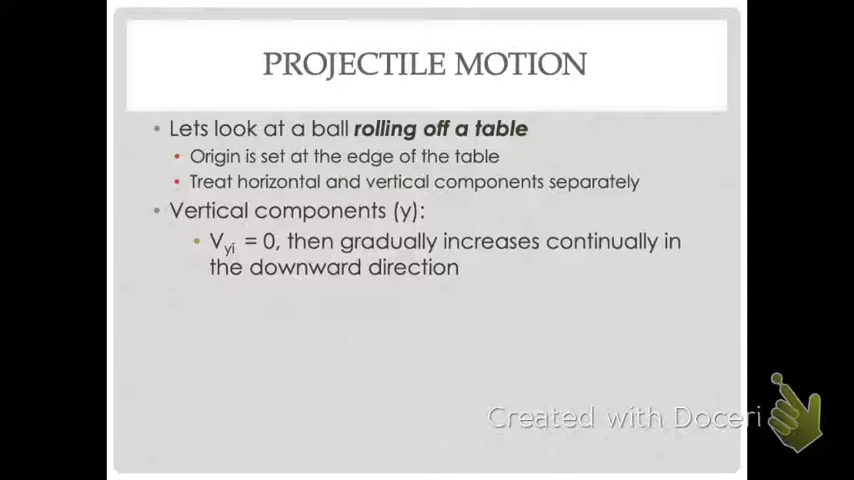 PROJECTILE MOTION
• Lets look at a ball rolling off a table
• Origin is set at the edge of the table
• Treat horizontal and vertical components separately
• Vertical components (y):
• Vyi = 0, then gradually increases continually in
the downward direction
Created with Doceri